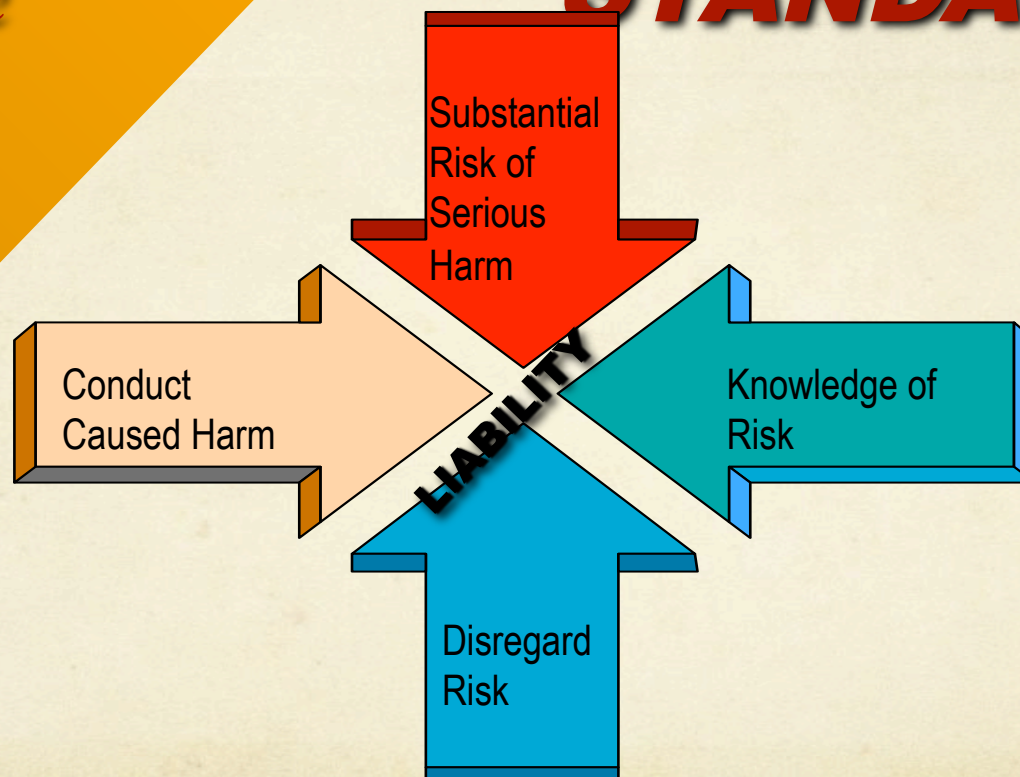 Substantial
Risk of
Serious
Harm
Conduct
Caused Harm
LIABILITY
Knowledge of
Risk
Disregard
Risk